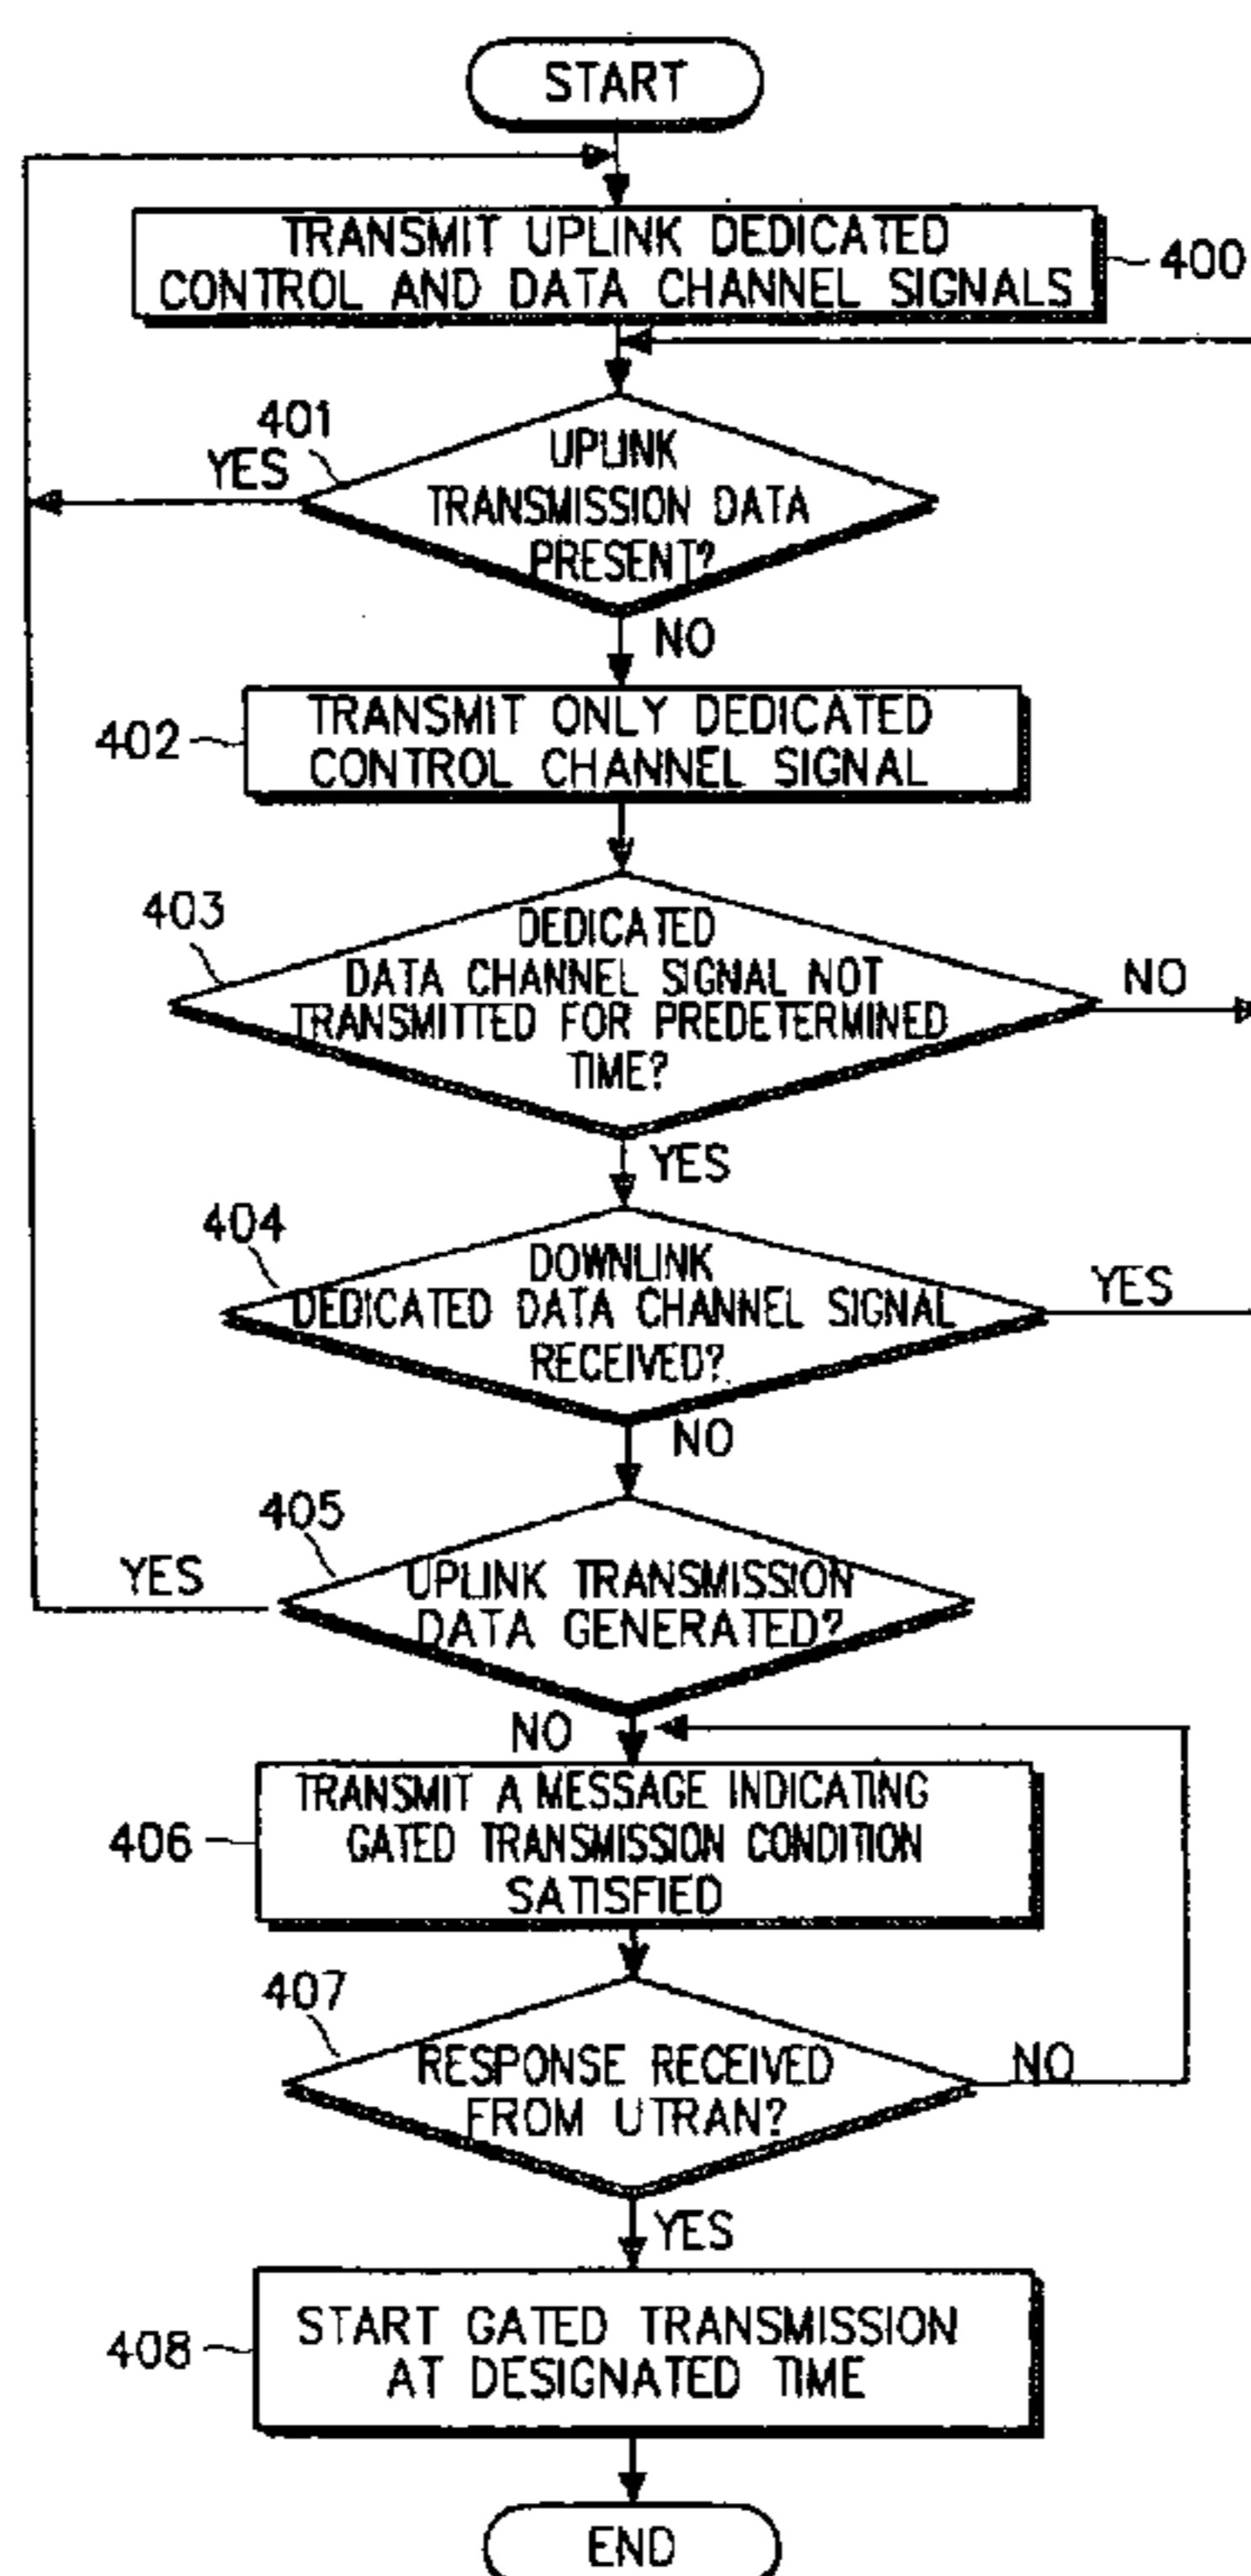 START
TRANSMIT UPLINK DEDICATED
CONTROL AND DATA CHANNEL SIGNALS
400
401
YES
UPLINK
TRANSMISSION DATA
PRESENT?
NO
402
TRANSMIT ONLY DEDICATED
CONTROL CHANNEL SIGNAL
403
DEDICATED
DATA CHANNEL SIGNAL NOT
TRANSMITTED FOR PREDETERMINED
TIME?
NO
YES
404
DOWNLINK
DEDICATED DATA CHANNEL SIGNAL
RECEIVED?
YES
NO
405
YES
UPLINK TRANSMISSION
DATA GENERATED?
NO
406
TRANSMIT A MESSAGE INDICATING
GATED TRANSMISSION CONDITION
SATISFIED
407
RESPONSE RECEIVED
FROM UTRAN?
NO
YES
408
START GATED TRANSMISSION
AT DESIGNATED TIME
END